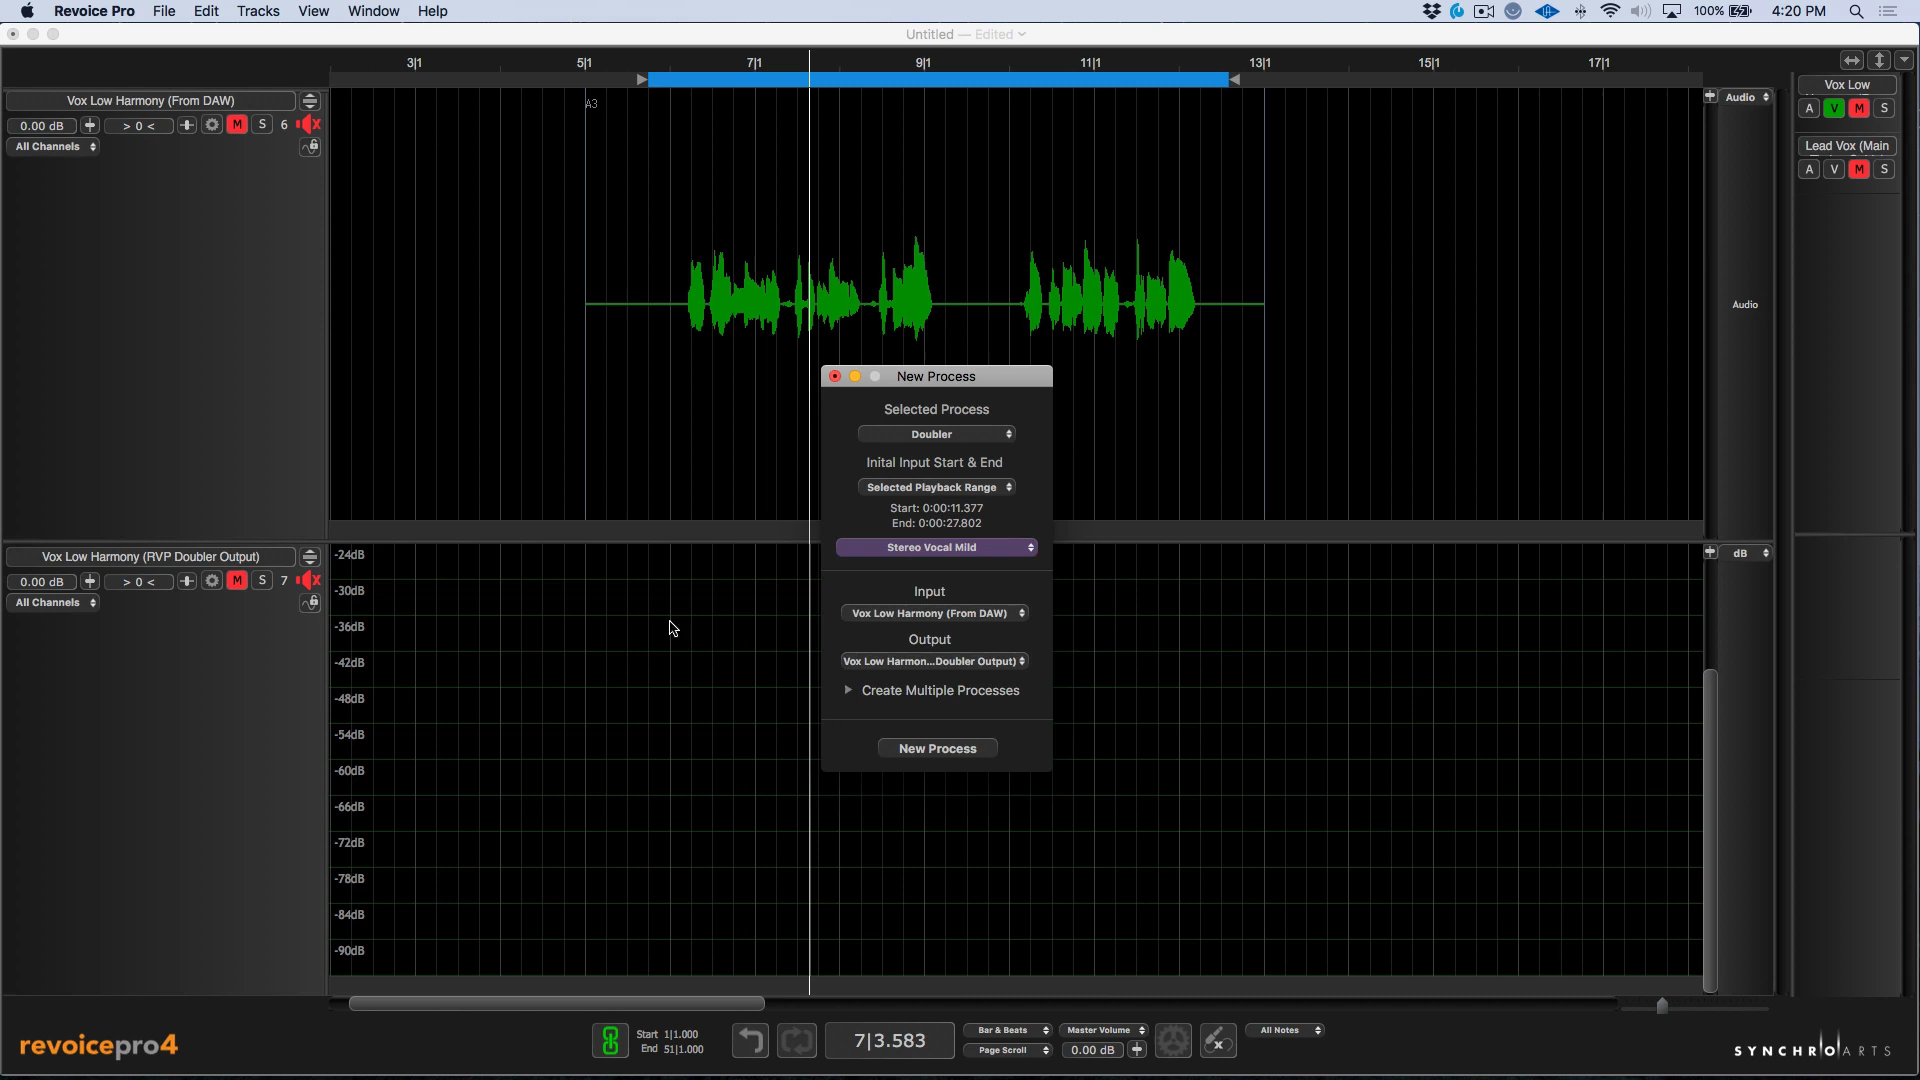 Revoice Pro File Edit Tracks View Window Help
100% 4:20 PM
Untitled — Edited
3|1 5|1 7|1 9|1 11|1 13|1 15|1 17|1
Vox Low Harmony (From DAW)
0.00 dB > 0 < M S 6
All Channels
A3
Audio
Audio
Vox Low
A V M S
Lead Vox (Main
A V M S
New Process
Selected Process
Doubler
Inital Input Start & End
Selected Playback Range
Start: 0:00:11.377
End: 0:00:27.802
Stereo Vocal Mild
Input
Vox Low Harmony (From DAW)
Output
Vox Low Harmon...Doubler Output)
Create Multiple Processes
New Process
Vox Low Harmony (RVP Doubler Output)
0.00 dB > 0 < M S 7
All Channels
dB
-24dB
-30dB
-36dB
-42dB
-48dB
-54dB
-60dB
-66dB
-72dB
-78dB
-84dB
-90dB
revoicepro4
Start 1|1.000
End 51|1.000
7|3.583
Bar & Beats
Page Scroll
Master Volume
0.00 dB
All Notes
SYNCHROARTS